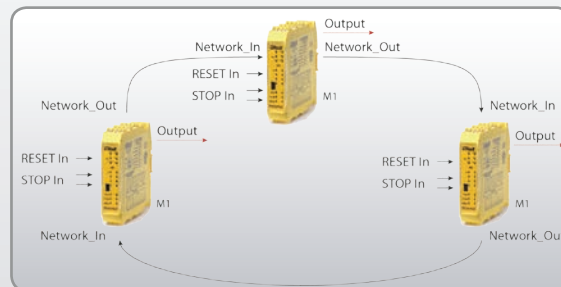 Output
Network_In
Network_Out
RESET In
STOP In
M1
Network_Out
Output
RESET In
STOP In
M1
Network_In
Network_In
Output
RESET In
STOP In
M1
Network_Out